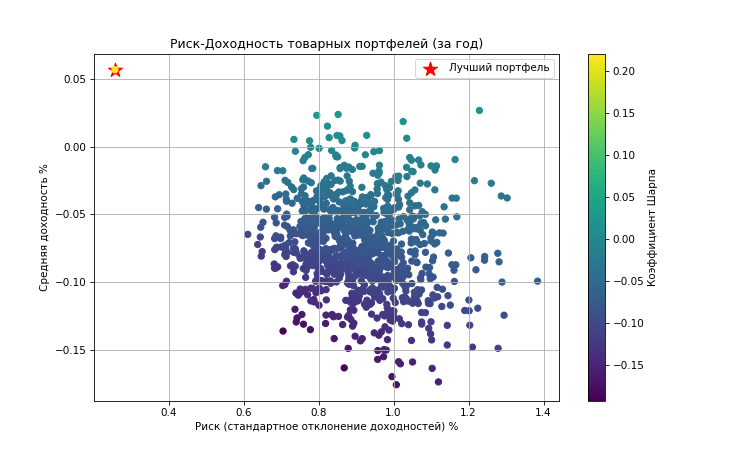 Риск-Доходность товарных портфелей (за год)
Лучший портфель
Средняя доходность %
0.05
0.00
−0.05
−0.10
−0.15
0.4 0.6 0.8 1.0 1.2 1.4
Риск (стандартное отклонение доходностей) %
0.20
0.15
0.10
0.05
0.00
−0.05
−0.10
−0.15
Коэффициент Шарпа